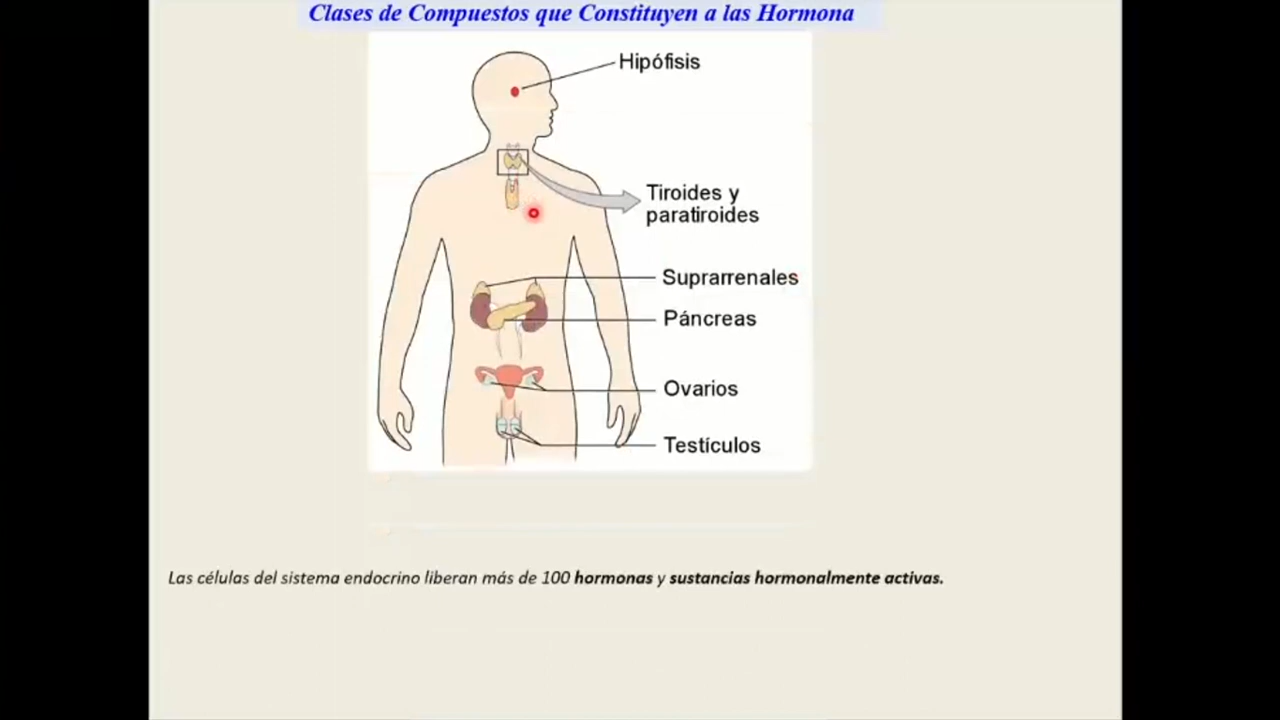 Clases de Compuestos que Constituyen a las Hormona
Hipófisis
Tiroides y
paratiroides
Suprarrenales
Páncreas
Ovarios
Testículos
Las células del sistema endocrino liberan más de 100 hormonas y sustancias hormonalmente activas.